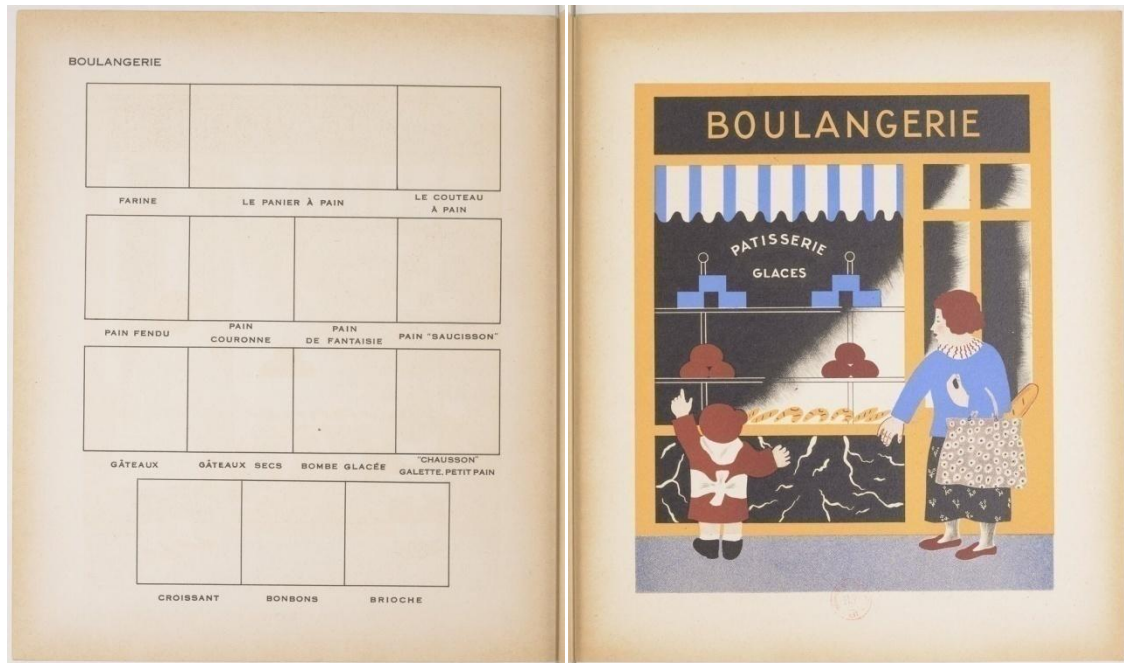 BOULANGERIE
FARINE
LE PANIER À PAIN
LE COUTEAU
À PAIN
PAIN FENDU
PAIN
COURONNE
PAIN
DE FANTAISIE
PAIN "SAUCISSON"
GÂTEAUX
GÂTEAUX SECS
BOMBE GLACÉE
"CHAUSSON"
GALETTE, PETIT PAIN
CROISSANT
BONBONS
BRIOCHE
BOULANGERIE
PATISSERIE
GLACES